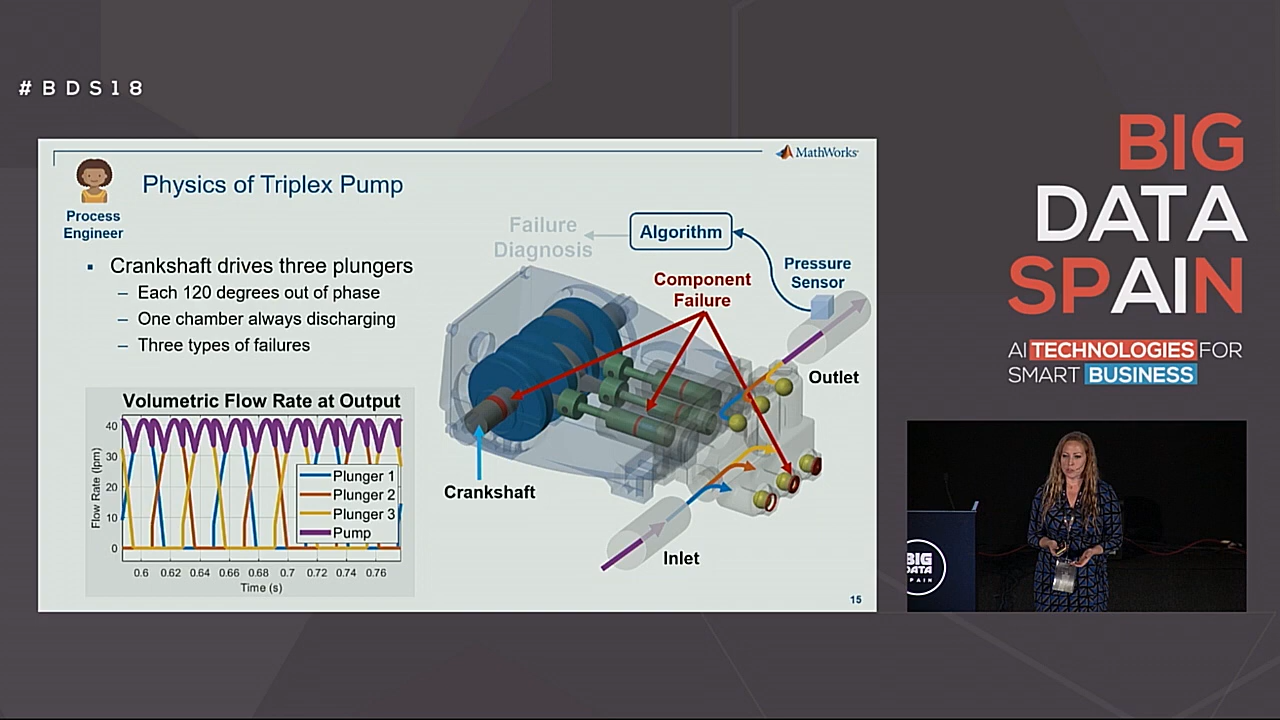 #BDS18
MathWorks
Physics of Triplex Pump
Process
Engineer
▪ Crankshaft drives three plungers
– Each 120 degrees out of phase
– One chamber always discharging
– Three types of failures
Failure
Diagnosis
Algorithm
Pressure
Sensor
Component
Failure
Outlet
Crankshaft
Inlet
Volumetric Flow Rate at Output
Flow Rate (lpm)
40
30
20
10
0
Plunger 1
Plunger 2
Plunger 3
Pump
0.6 0.62 0.64 0.66 0.68 0.7 0.72 0.74 0.76
Time (s)
15
BIG
DATA
SPAIN
AI TECHNOLOGIES FOR
SMART BUSINESS
BIG
DATA
PAIN